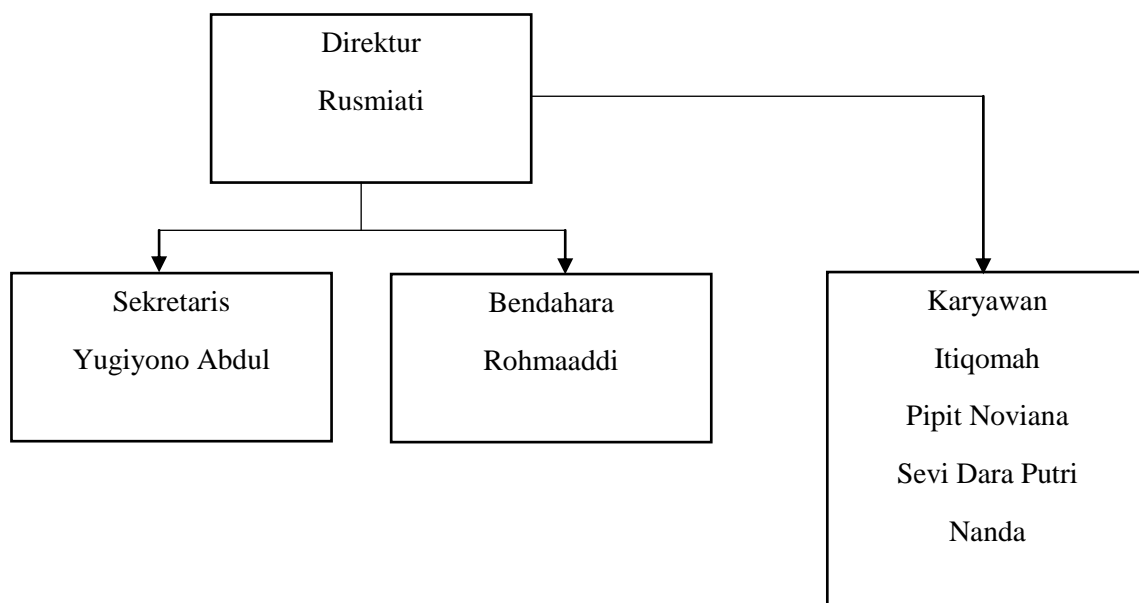 Direktur
Rusmiati
Sekretaris
Yugiyono Abdul
Bendahara
Rohmaaddi
Karyawan
Itiqomah
Pipit Noviana
Sevi Dara Putri
Nanda